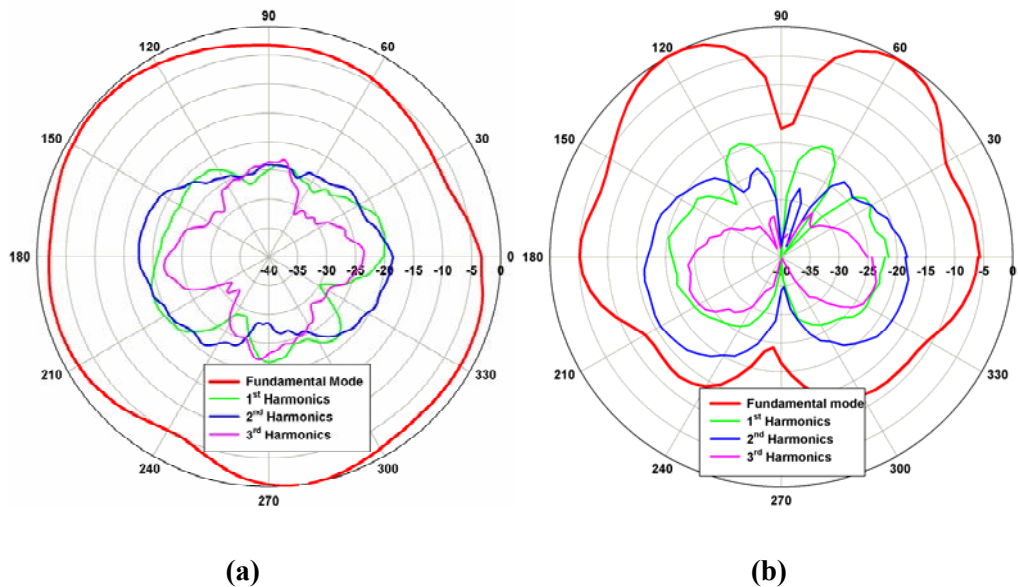 90
120
60
150
30
180
-40 -35 -30 -25 -20 -15 -10 -5 0
210
330
Fundamental Mode
1st Harmonics
2nd Harmonics
3rd Harmonics
240
300
270
(a)
90
120
60
150
30
180
-40 -35 -30 -25 -20 -15 -10 -5 0
210
330
Fundamental mode
1st Harmonics
2nd Harmonics
3rd Harmonics
240
300
270
(b)